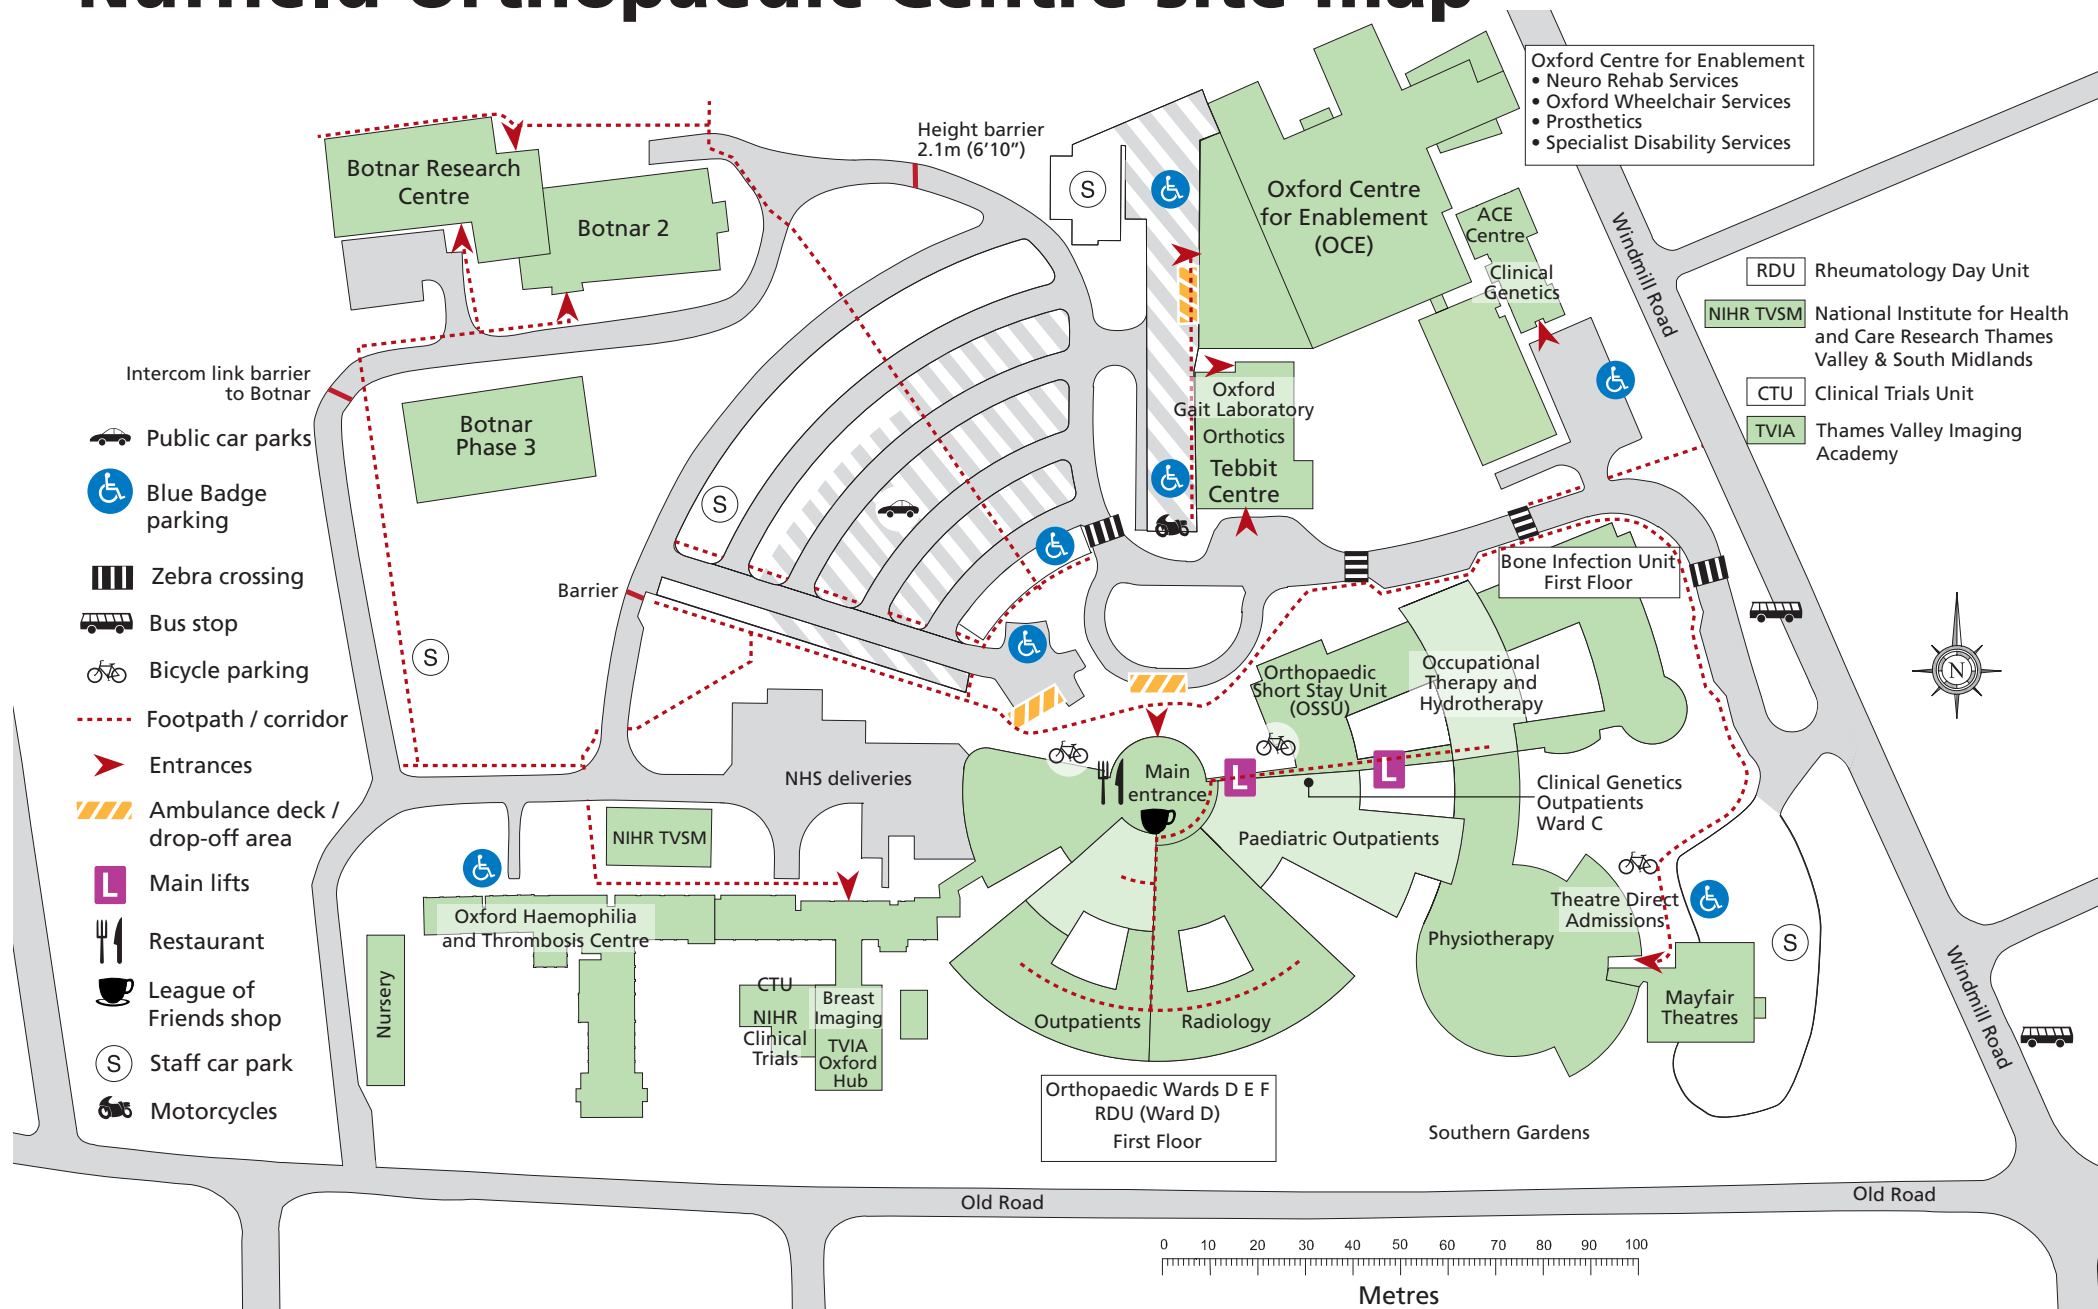 Nuffield Orthopaedic Centre site map
Height barrier
2.1m (6’10”)
Oxford Centre for Enablement
• Neuro Rehab Services
• Oxford Wheelchair Services
• Prosthetics
• Specialist Disability Services
Botnar Research
Centre
Botnar 2
S
Oxford Centre
for Enablement
(OCE)
ACE
Centre
Clinical
Genetics
Windmill Road
RDU Rheumatology Day Unit
NIHR TVSM National Institute for Health
and Care Research Thames
Valley & South Midlands
CTU Clinical Trials Unit
TVIA Thames Valley Imaging
Academy
Intercom link barrier
to Botnar
Botnar
Phase 3
Oxford
Gait Laboratory
Orthotics
Tebbit
Centre
S
Barrier
S
Public car parks
Blue Badge
parking
Zebra crossing
Bus stop
Bicycle parking
Footpath / corridor
Entrances
Ambulance deck /
drop-off area
L Main lifts
Restaurant
League of
Friends shop
S Staff car park
Motorcycles
Bone Infection Unit
First Floor
N
Orthopaedic
Short Stay Unit
(OSSU)
Occupational
Therapy and
Hydrotherapy
NHS deliveries
Main
entrance
L
L
Clinical Genetics
Outpatients
Ward C
NIHR TVSM
Paediatric Outpatients
Oxford Haemophilia
and Thrombosis Centre
Theatre Direct
Admissions
Physiotherapy
S
Nursery
CTU
NIHR
Clinical
Trials
Breast
Imaging
TVIA
Oxford
Hub
Outpatients
Radiology
Mayfair
Theatres
Windmill Road
Orthopaedic Wards D E F
RDU (Ward D)
First Floor
Southern Gardens
Old Road
Old Road
0 10 20 30 40 50 60 70 80 90 100
Metres